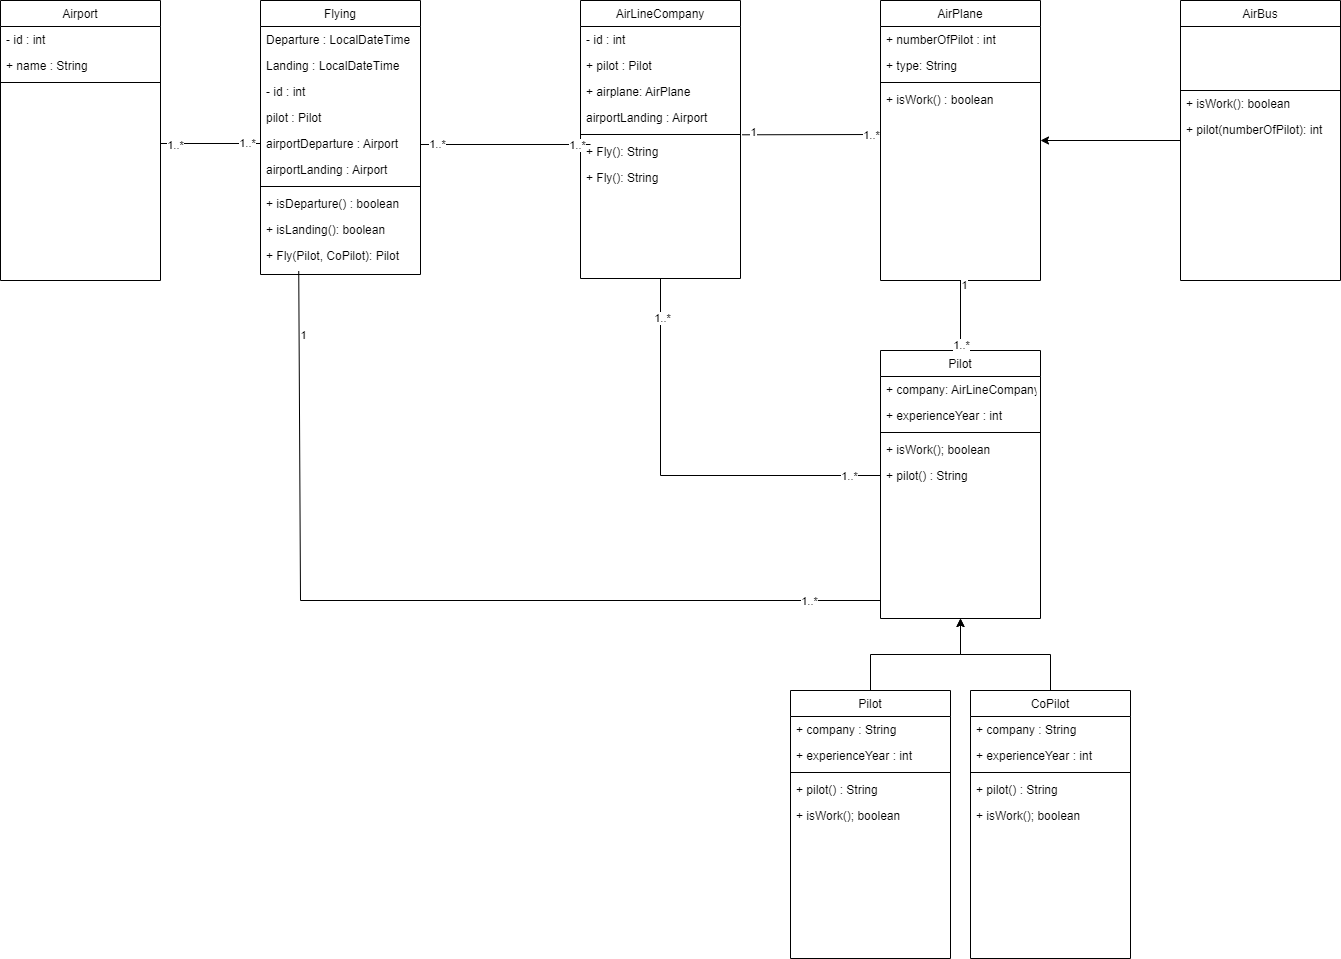 Airport
- id : int
+ name : String
Flying
Departure : LocalDateTime
Landing : LocalDateTime
- id : int
pilot : Pilot
airportDeparture : Airport
airportLanding : Airport
+ isDeparture() : boolean
+ isLanding(): boolean
+ Fly(Pilot, CoPilot): Pilot
AirLineCompany
- id : int
+ pilot : Pilot
+ airplane: AirPlane
airportLanding : Airport
+ Fly(): String
+ Fly(): String
AirPlane
+ numberOfPilot : int
+ type: String
+ isWork() : boolean
AirBus
+ isWork(): boolean
+ pilot(numberOfPilot): int
1..*
1..*
1..*
1..*
1
1..*
1
1..*
1..*
1..*
1
1..*
Pilot
+ company: AirLineCompany
+ experienceYear : int
+ isWork(); boolean
+ pilot() : String
Pilot
+ company : String
+ experienceYear : int
+ pilot() : String
+ isWork(); boolean
CoPilot
+ company : String
+ experienceYear : int
+ pilot() : String
+ isWork(); boolean